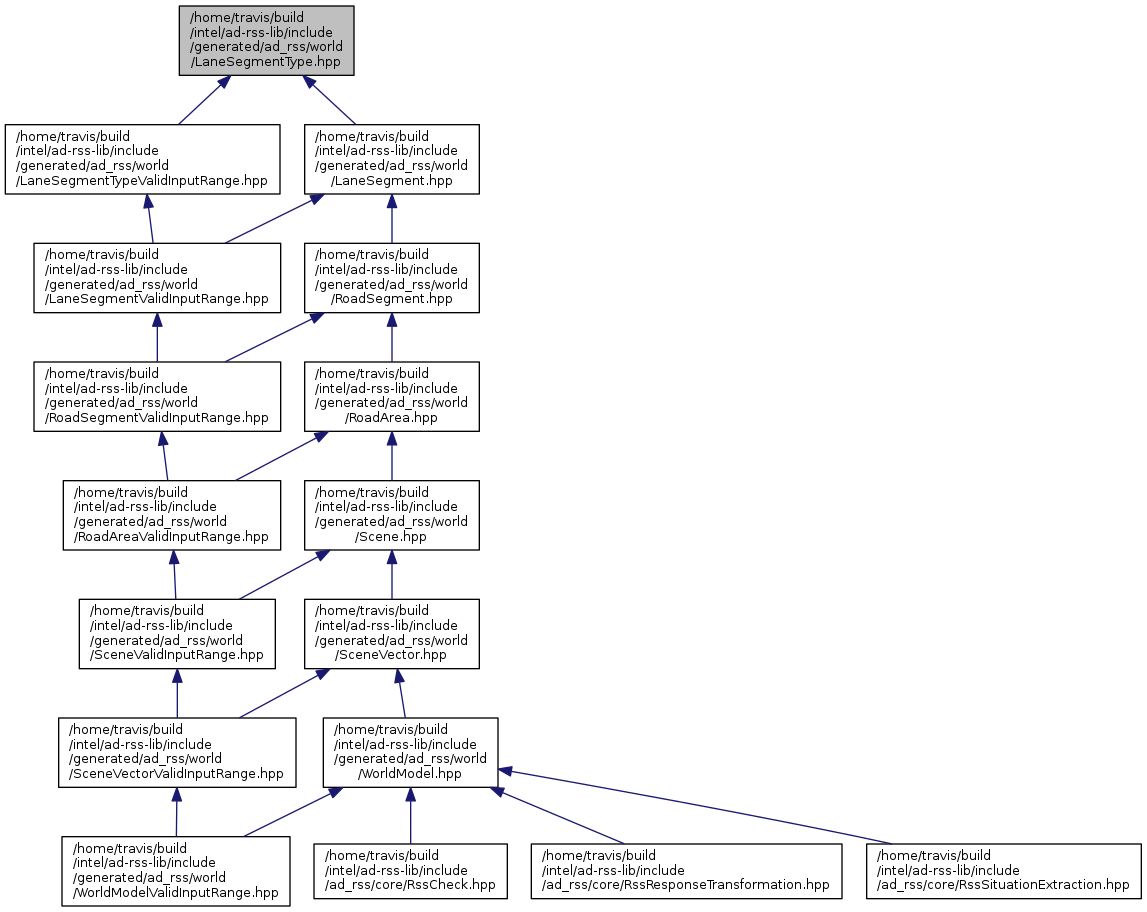 /home/travis/build
/intel/ad-rss-lib/include
/generated/ad_rss/world
/LaneSegmentType.hpp
/home/travis/build
/intel/ad-rss-lib/include
/generated/ad_rss/world
/LaneSegmentTypeValidInputRange.hpp
/home/travis/build
/intel/ad-rss-lib/include
/generated/ad_rss/world
/LaneSegment.hpp
/home/travis/build
/intel/ad-rss-lib/include
/generated/ad_rss/world
/LaneSegmentValidInputRange.hpp
/home/travis/build
/intel/ad-rss-lib/include
/generated/ad_rss/world
/RoadSegment.hpp
/home/travis/build
/intel/ad-rss-lib/include
/generated/ad_rss/world
/RoadSegmentValidInputRange.hpp
/home/travis/build
/intel/ad-rss-lib/include
/generated/ad_rss/world
/RoadArea.hpp
/home/travis/build
/intel/ad-rss-lib/include
/generated/ad_rss/world
/RoadAreaValidInputRange.hpp
/home/travis/build
/intel/ad-rss-lib/include
/generated/ad_rss/world
/Scene.hpp
/home/travis/build
/intel/ad-rss-lib/include
/generated/ad_rss/world
/SceneValidInputRange.hpp
/home/travis/build
/intel/ad-rss-lib/include
/generated/ad_rss/world
/SceneVector.hpp
/home/travis/build
/intel/ad-rss-lib/include
/generated/ad_rss/world
/SceneVectorValidInputRange.hpp
/home/travis/build
/intel/ad-rss-lib/include
/generated/ad_rss/world
/WorldModel.hpp
/home/travis/build
/intel/ad-rss-lib/include
/generated/ad_rss/world
/WorldModelValidInputRange.hpp
/home/travis/build
/intel/ad-rss-lib/include
/ad_rss/core/RssCheck.hpp
/home/travis/build
/intel/ad-rss-lib/include
/ad_rss/core/RssResponseTransformation.hpp
/home/travis/build
/intel/ad-rss-lib/include
/ad_rss/core/RssSituationExtraction.hpp